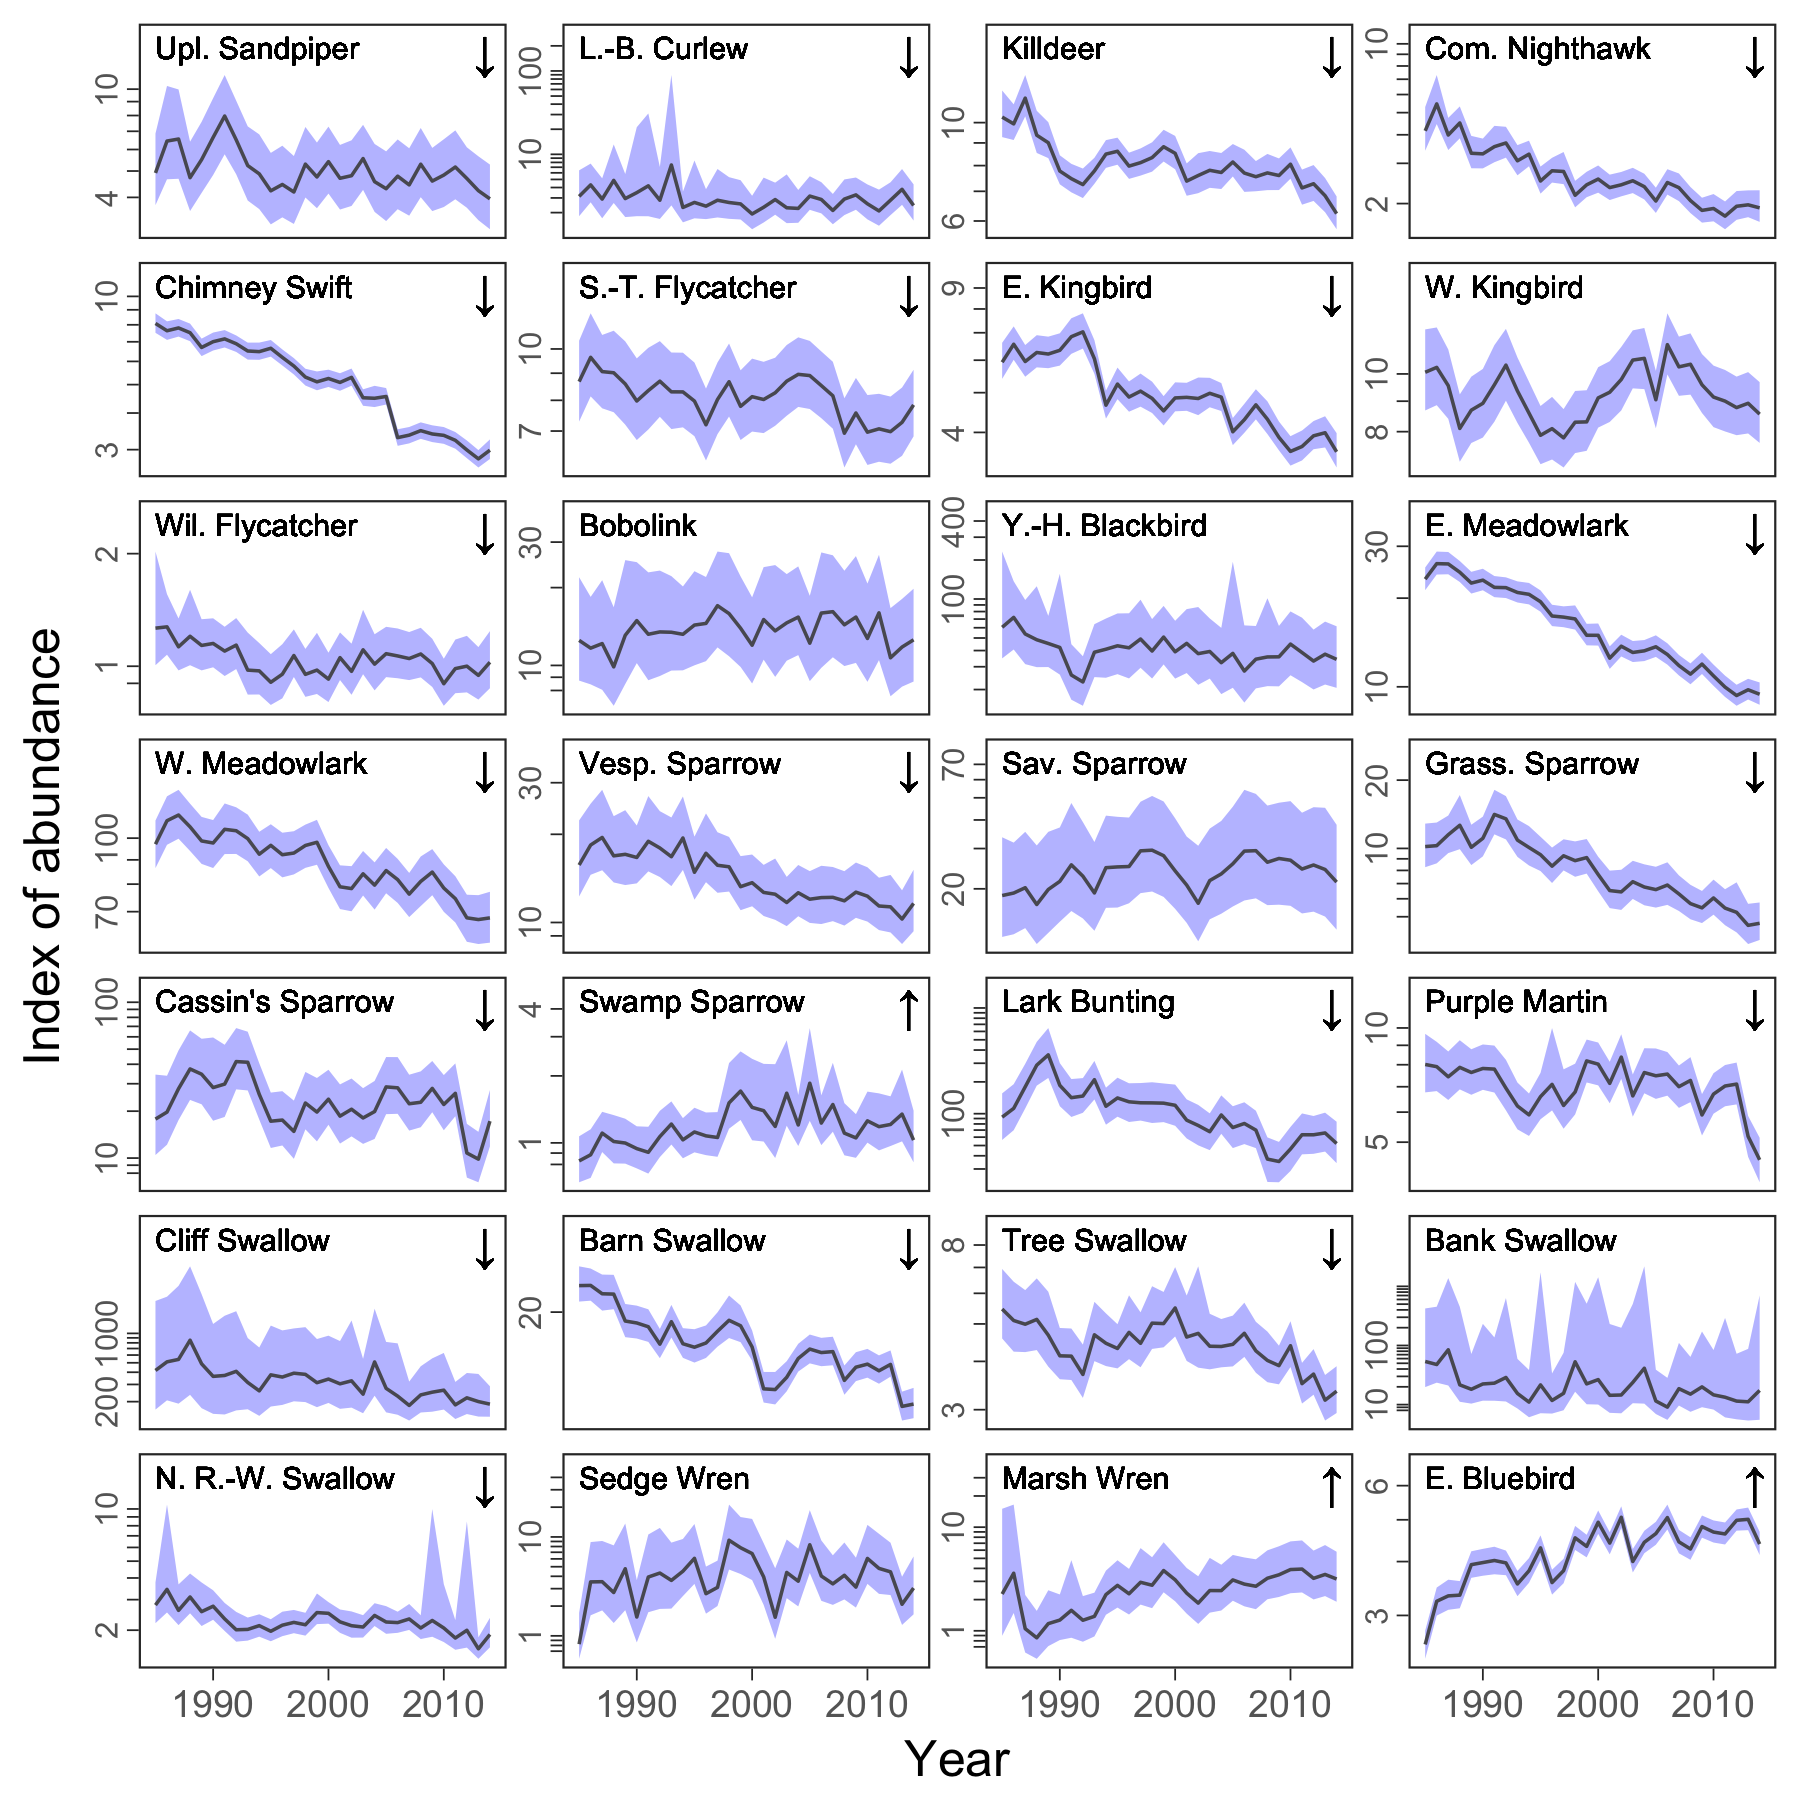 Upl. Sandpiper ↓
10
4
L.-B. Curlew ↓
100
10
Killdeer ↓
10
6
Com. Nighthawk ↓
10
2
Chimney Swift ↓
10
3
S.-T. Flycatcher ↓
10
7
E. Kingbird ↓
9
4
W. Kingbird
10
8
Wil. Flycatcher ↓
2
1
Bobolink
30
10
Y.-H. Blackbird ↓
400
100
E. Meadowlark ↓
30
10
W. Meadowlark ↓
100
70
Vesp. Sparrow ↓
30
10
Sav. Sparrow
70
20
Grass. Sparrow ↓
20
10
Cassin's Sparrow ↓
100
10
Swamp Sparrow ↑
4
1
Lark Bunting ↓
100
Purple Martin ↓
10
5
Cliff Swallow ↓
1000
200
Barn Swallow ↓
20
Tree Swallow ↓
8
3
Bank Swallow
100
10
N. R.-W. Swallow ↓
10
2
Sedge Wren
10
1
Marsh Wren ↑
10
1
E. Bluebird ↑
6
3
1990 2000 2010
1990 2000 2010
1990 2000 2010
1990 2000 2010
Year
Index of abundance